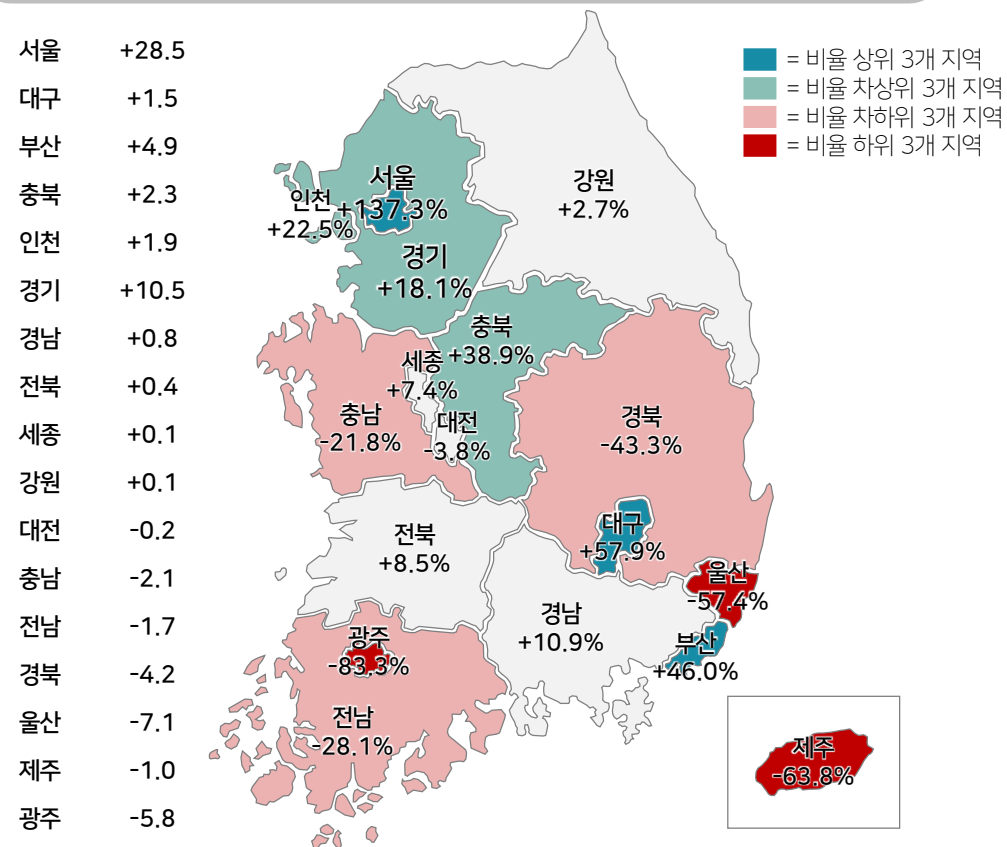 서울 +28.5
대구 +1.5
부산 +4.9
충북 +2.3
인천 +1.9
경기 +10.5
경남 +0.8
전북 +0.4
세종 +0.1
강원 +0.1
대전 -0.2
충남 -2.1
전남 -1.7
경북 -4.2
울산 -7.1
제주 -1.0
광주 -5.8
= 비율 상위 3개 지역
= 비율 차상위 3개 지역
= 비율 차하위 3개 지역
= 비율 하위 3개 지역
서울
+137.3%
인천
+22.5%
강원
+2.7%
경기
+18.1%
충북
+38.9%
세종
+7.4%
충남
-21.8%
대전
-3.8%
경북
-43.3%
대구
+57.9%
전북
+8.5%
울산
-57.4%
경남
+10.9%
부산
+46.0%
광주
-83.3%
전남
-28.1%
제주
-63.8%